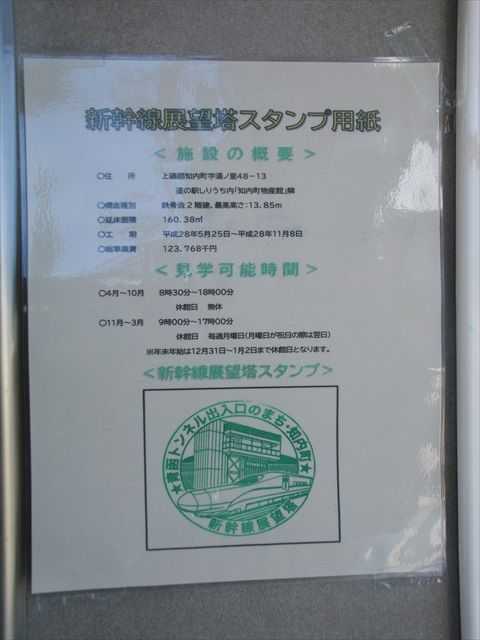 新幹線展望塔スタンプ用紙
＜施設の概要＞
○住　所　上磯郡知内町字湯ノ里48－13
道の駅しりうち内「知内町物産館」隣
○構造種別　鉄骨造２階建、最高高さ：13.85m
○延床面積　160.38㎡
○工　期　平成28年5月25日～平成28年11月8日
○総事業費　123,768千円
＜見学可能時間＞
○4月～10月　8時30分～18時00分
休館日　無休
○11月～3月　9時00分～17時00分
休館日　毎週月曜日（月曜日が祝日の際は翌日）
※年末年始は12月31日～1月2日まで休館日となります。
＜新幹線展望塔スタンプ＞
★青函トンネル出入口のまち・知内町★
新幹線展望塔